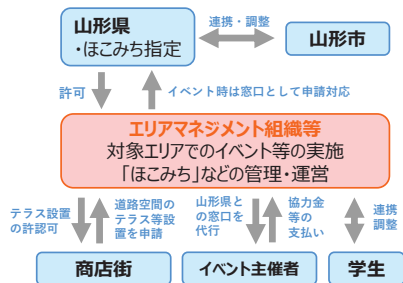 山形県
・ほこみち指定
連携・調整
山形市
許可
イベント時は窓口として申請対応
エリアマネジメント組織等
対象エリアでのイベント等の実施
「ほこみち」などの管理・運営
テラス設置
の許認可
道路空間の
テラス等設
置を申請
山形県と
の窓口を
代行
協力金
等の
支払い
連携
調整
商店街
イベント主催者
学生